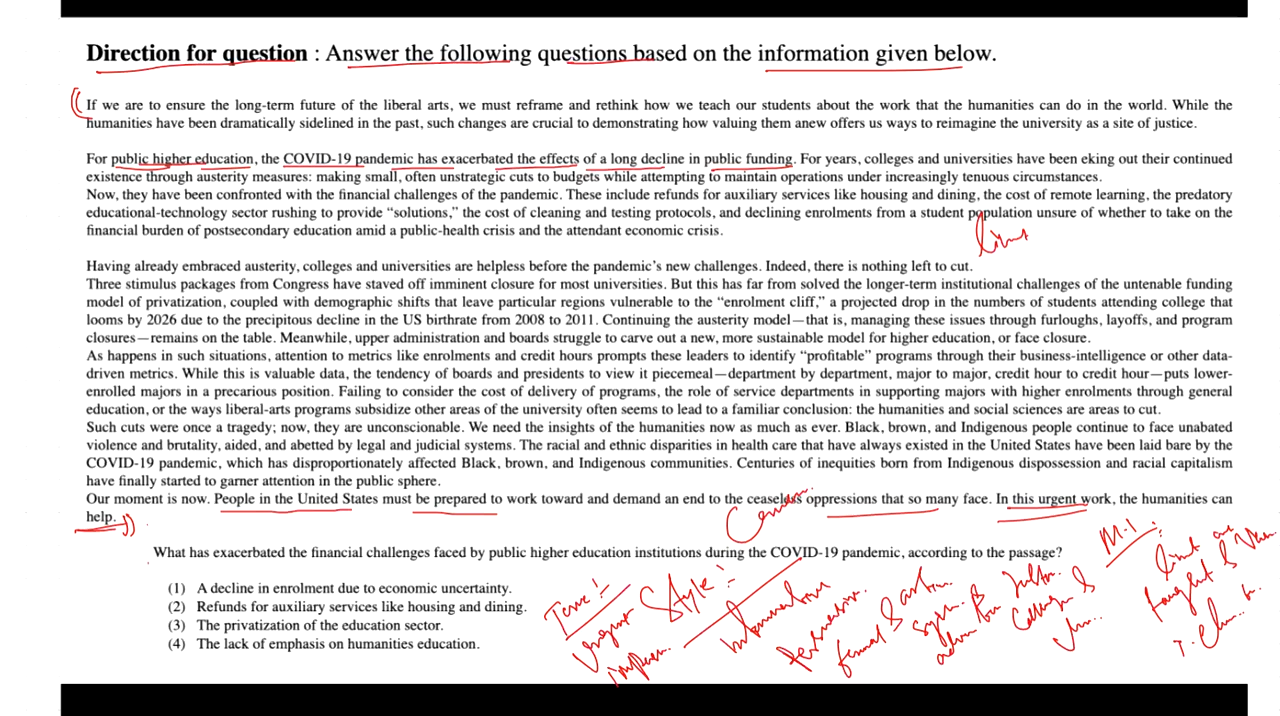 Direction for question : Answer the following questions based on the information given below.
If we are to ensure the long-term future of the liberal arts, we must reframe and rethink how we teach our students about the work that the humanities can do in the world. While the
humanities have been dramatically sidelined in the past, such changes are crucial to demonstrating how valuing them anew offers us ways to reimagine the university as a site of justice.
For public higher education, the COVID-19 pandemic has exacerbated the effects of a long decline in public funding. For years, colleges and universities have been eking out their continued
existence through austerity measures: making small, often unstrategic cuts to budgets while attempting to maintain operations under increasingly tenuous circumstances.
Now, they have been confronted with the financial challenges of the pandemic. These include refunds for auxiliary services like housing and dining, the cost of remote learning, the predatory
educational-technology sector rushing to provide “solutions,” the cost of cleaning and testing protocols, and declining enrolments from a student population unsure of whether to take on the
financial burden of postsecondary education amid a public-health crisis and the attendant economic crisis.
Having already embraced austerity, colleges and universities are helpless before the pandemic’s new challenges. Indeed, there is nothing left to cut.
Three stimulus packages from Congress have staved off imminent closure for most universities. But this has far from solved the longer-term institutional challenges of the untenable funding
model of privatization, coupled with demographic shifts that leave particular regions vulnerable to the “enrolment cliff,” a projected drop in the numbers of students attending college that
looms by 2026 due to the precipitous decline in the US birthrate from 2008 to 2011. Continuing the austerity model—that is, managing these issues through furloughs, layoffs, and program
closures—remains on the table. Meanwhile, upper administration and boards struggle to carve out a new, more sustainable model for higher education, or face closure.
As happens in such situations, attention to metrics like enrolments and credit hours prompts these leaders to identify “profitable” programs through their business-intelligence or other data-
driven metrics. While this is valuable data, the tendency of boards and presidents to view it piecemeal—department by department, major to major, credit hour to credit hour—puts lower-
enrolled majors in a precarious position. Failing to consider the cost of delivery of programs, the role of service departments in supporting majors with higher enrolments through general
education, or the ways liberal-arts programs subsidize other areas of the university often seems to lead to a familiar conclusion: the humanities and social sciences are areas to cut.
Such cuts were once a tragedy; now, they are unconscionable. We need the insights of the humanities now as much as ever. Black, brown, and Indigenous people continue to face unabated
violence and brutality, aided, and abetted by legal and judicial systems. The racial and ethnic disparities in health care that have always existed in the United States have been laid bare by the
COVID-19 pandemic, which has disproportionately affected Black, brown, and Indigenous communities. Centuries of inequities born from Indigenous dispossession and racial capitalism
have finally started to garner attention in the public sphere.
Our moment is now. People in the United States must be prepared to work toward and demand an end to the ceaseless oppressions that so many face. In this urgent work, the humanities can
help.
What has exacerbated the financial challenges faced by public higher education institutions during the COVID-19 pandemic, according to the passage?
(1) A decline in enrolment due to economic uncertainty.
(2) Refunds for auxiliary services like housing and dining.
(3) The privatization of the education sector.
(4) The lack of emphasis on humanities education.
Tone :-
Style :-